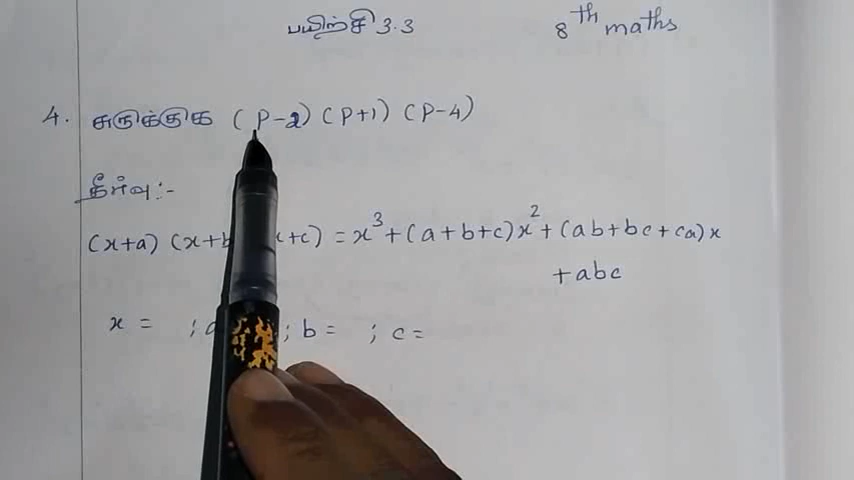 பயிற்சி 3.3 8th maths
4. சுருக்குக (P-2) (P+1) (P-4)
தீர்வு :-
(x+a) (x+b x+c) = x³+(a+b+c)x²+(ab+bc+ca)x
+abc
x = ; ; b = ; c =